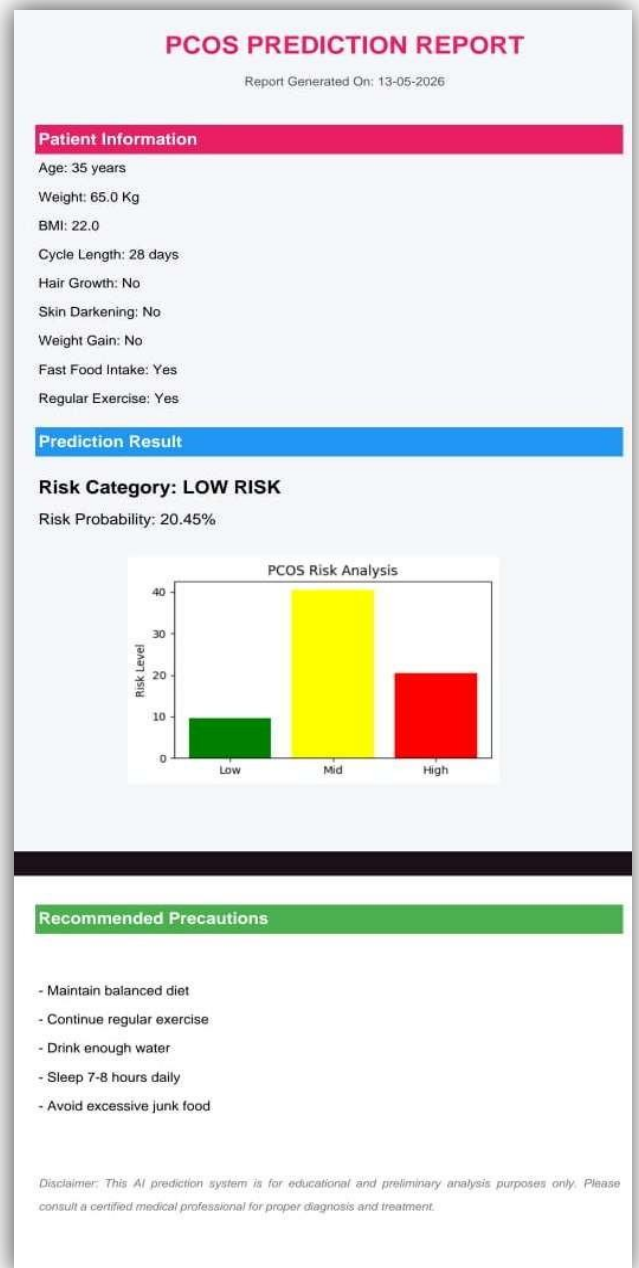 PCOS PREDICTION REPORT
Report Generated On: 13-05-2026
Patient Information
Age: 35 years
Weight: 65.0 Kg
BMI: 22.0
Cycle Length: 28 days
Hair Growth: No
Skin Darkening: No
Weight Gain: No
Fast Food Intake: Yes
Regular Exercise: Yes
Prediction Result
Risk Category: LOW RISK
Risk Probability: 20.45%
PCOS Risk Analysis
Risk Level
40
30
20
10
0
Low Mid High
Recommended Precautions
- Maintain balanced diet
- Continue regular exercise
- Drink enough water
- Sleep 7-8 hours daily
- Avoid excessive junk food
Disclaimer: This AI prediction system is for educational and preliminary analysis purposes only. Please
consult a certified medical professional for proper diagnosis and treatment.